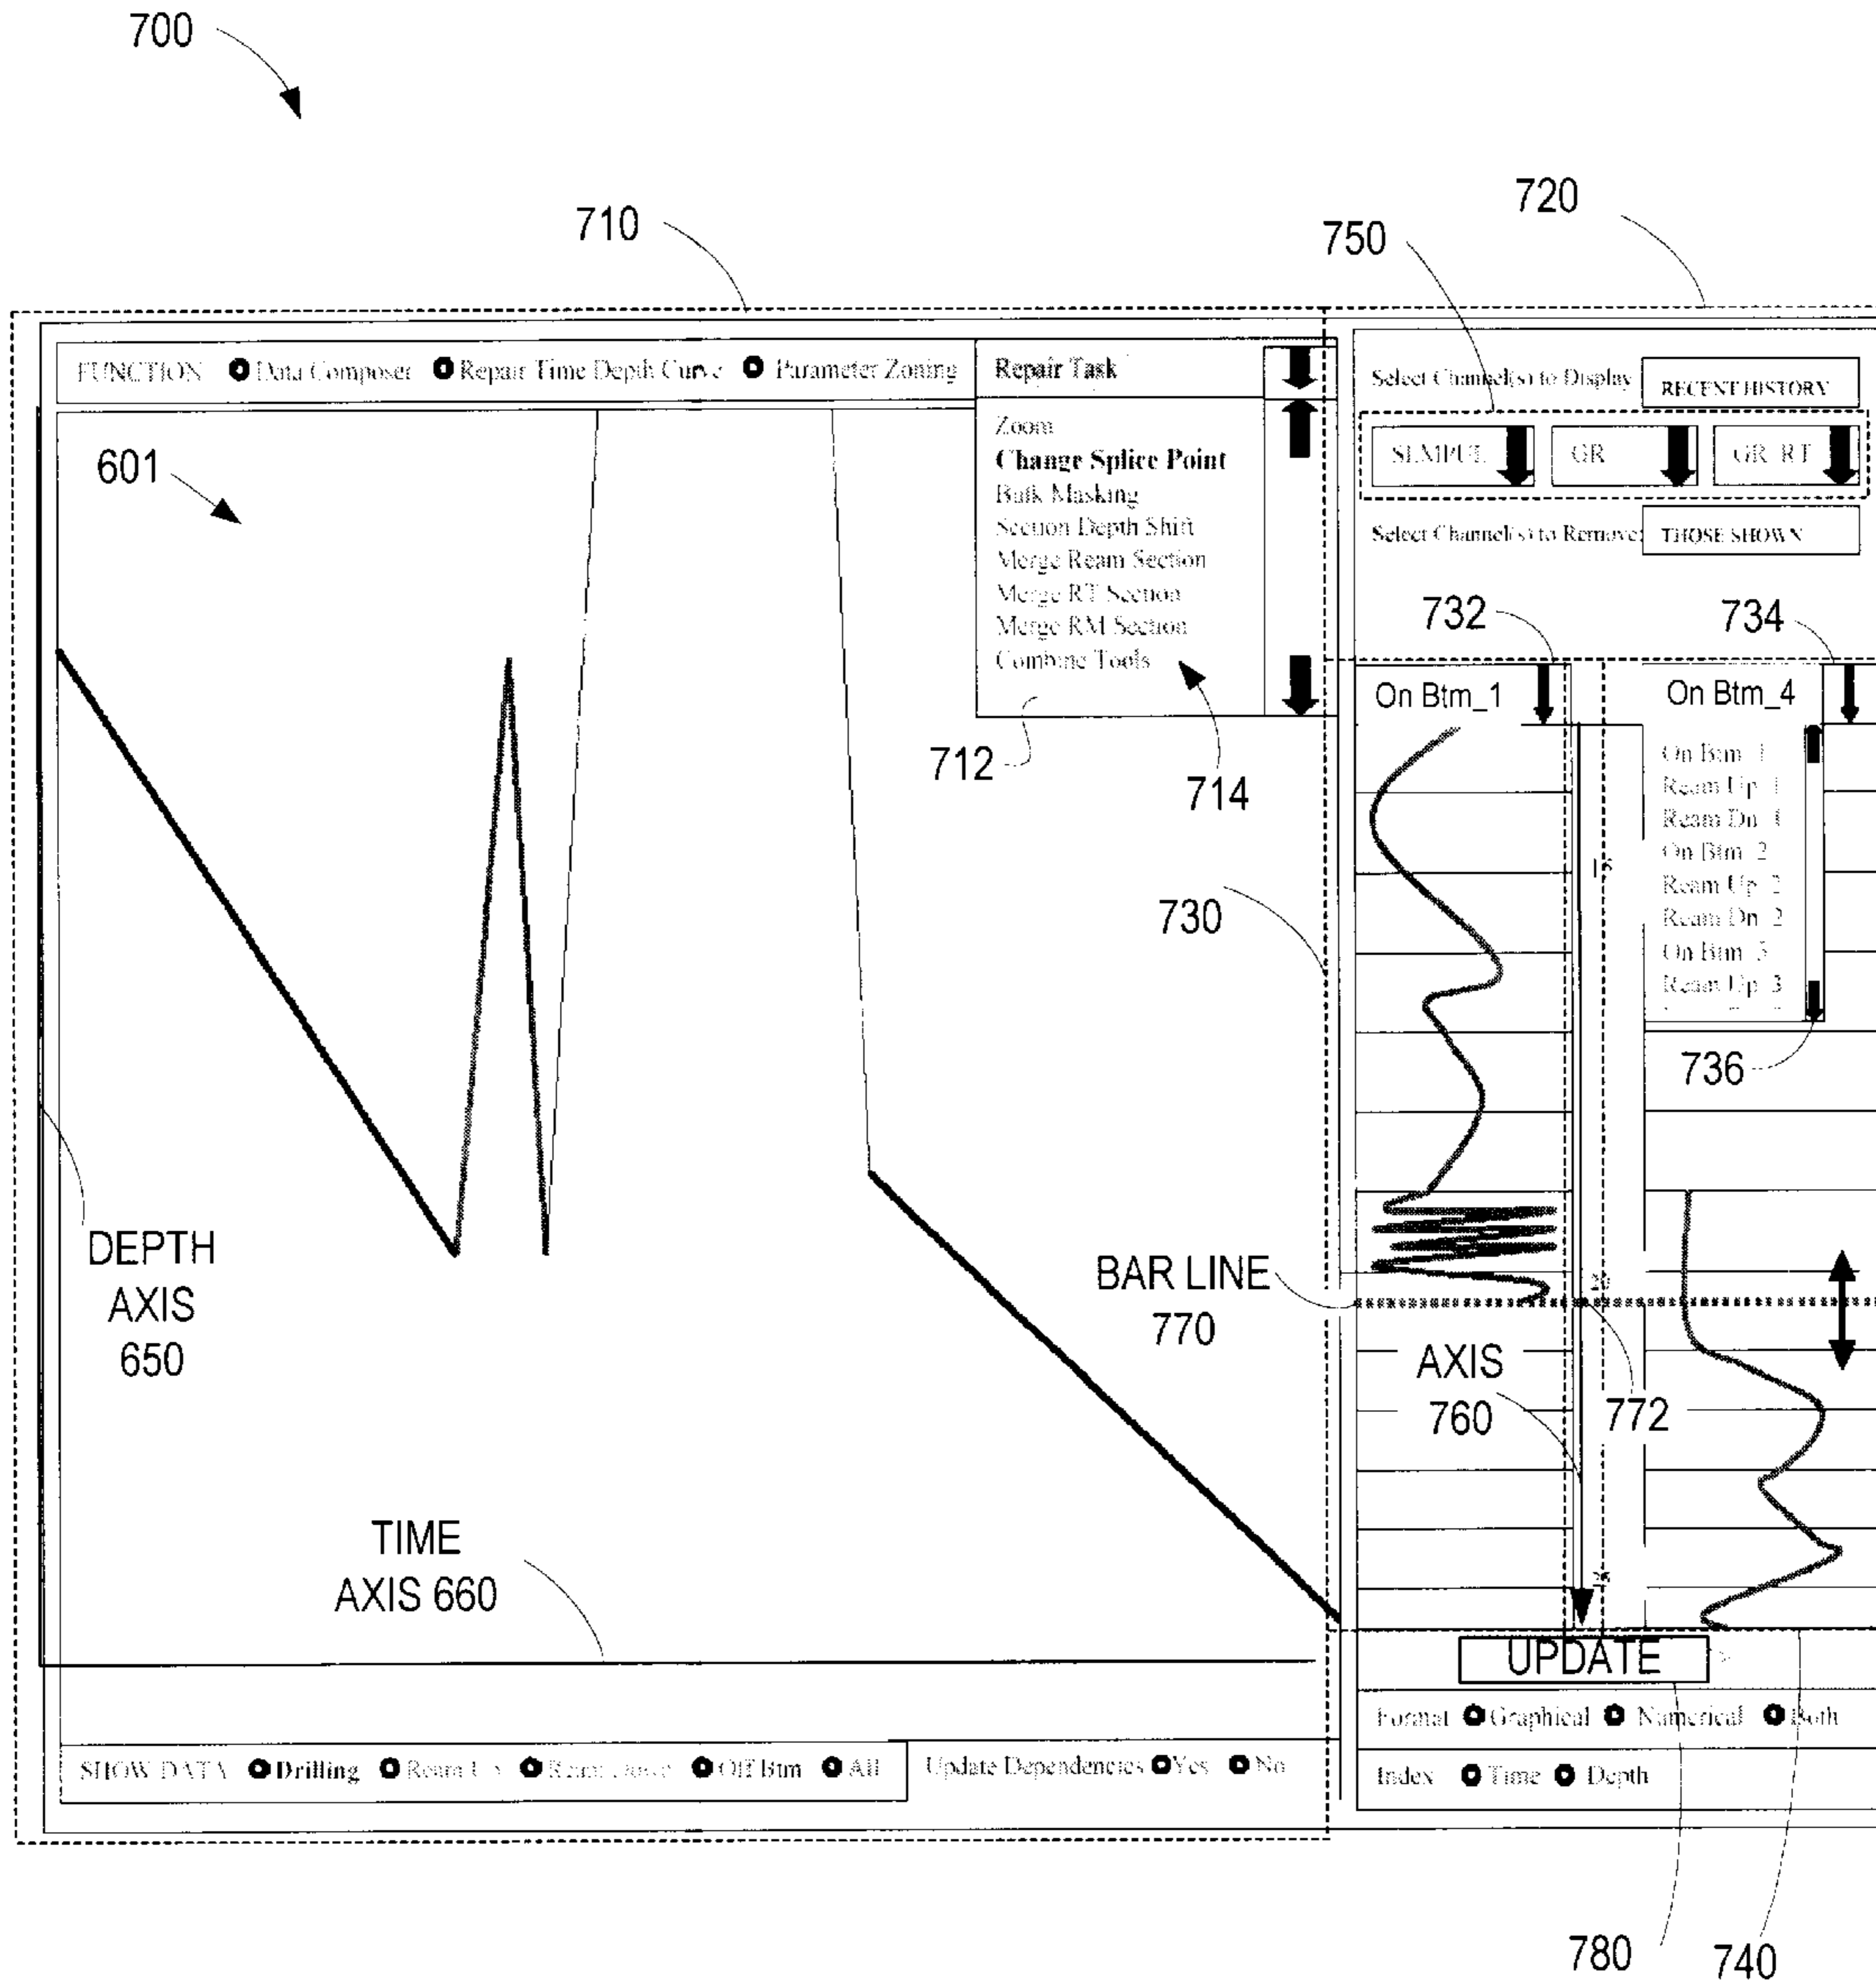 700
710
720
750
FUNCTION Data Composer Repair Time Depth Curve Parameter Zoning
Repair Task
Zoom
Change Splice Point
Bulk Masking
Section Depth Shift
Merge Ream Section
Merge RT Section
Merge RM Section
Combine Tools
601
712
714
Select Channel(s) to Display
RECENT HISTORY
GR
GR RT
Select Channel(s) to Remove:
THOSE SHOWN
732
734
On Btm_1
On Btm_4
On Btm 1
Ream Up 1
Ream Dn 1
On Btm 2
Ream Up 2
Ream Dn 2
On Btm 3
Ream Up 3
730
736
DEPTH
AXIS
650
BAR LINE
770
AXIS
760
772
TIME
AXIS 660
UPDATE
Format Graphical Numerical Both
SHOW DATA Drilling Ream Off Btm All
Update Dependencies Yes No
Index Time Depth
780
740